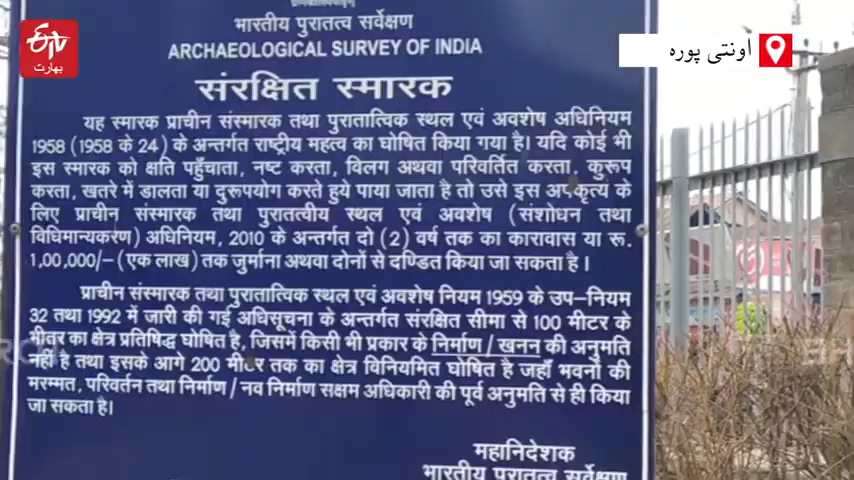 ETV
भारत
اونتی پورہ
भारतीय पुरातत्व सर्वेक्षण
ARCHAEOLOGICAL SURVEY OF INDIA
संरक्षित स्मारक
यह स्मारक प्राचीन संस्मारक तथा पुरातात्विक स्थल एवं अवशेष अधिनियम
1958 (1958 के 24) के अन्तर्गत राष्ट्रीय महत्व का घोषित किया गया है। यदि कोई भी
इस स्मारक को क्षति पहुँचाता, नष्ट करता, विलग अथवा परिवर्तित करता, कुरूप
करता, खतरे में डालता या दुरूपयोग करते हुये पाया जाता है तो उसे इस अपकृत्य के
लिए प्राचीन संस्मारक तथा पुरातत्वीय स्थल एवं अवशेष (संशोधन तथा
विधिमान्यकरण) अधिनियम, 2010 के अन्तर्गत दो (2) वर्ष तक का कारावास या रू.
1,00,000/– (एक लाख) तक जुर्माना अथवा दोनों से दण्डित किया जा सकता है।
प्राचीन संस्मारक तथा पुरातात्विक स्थल एवं अवशेष नियम 1959 के उप–नियम
32 तथा 1992 में जारी की गई अधिसूचना के अन्तर्गत संरक्षित सीमा से 100 मीटर के
भीतर का क्षेत्र प्रतिषिद्ध घोषित है, जिसमें किसी भी प्रकार के निर्माण/खनन की अनुमति
नहीं है तथा इसके आगे 200 मीटर तक का क्षेत्र विनियमित घोषित है जहाँ भवनों की
मरम्मत, परिवर्तन तथा निर्माण/नव निर्माण सक्षम अधिकारी की पूर्व अनुमति से ही किया
जा सकता है।
महानिदेशक
भारतीय पुरातत्व सर्वेक्षण